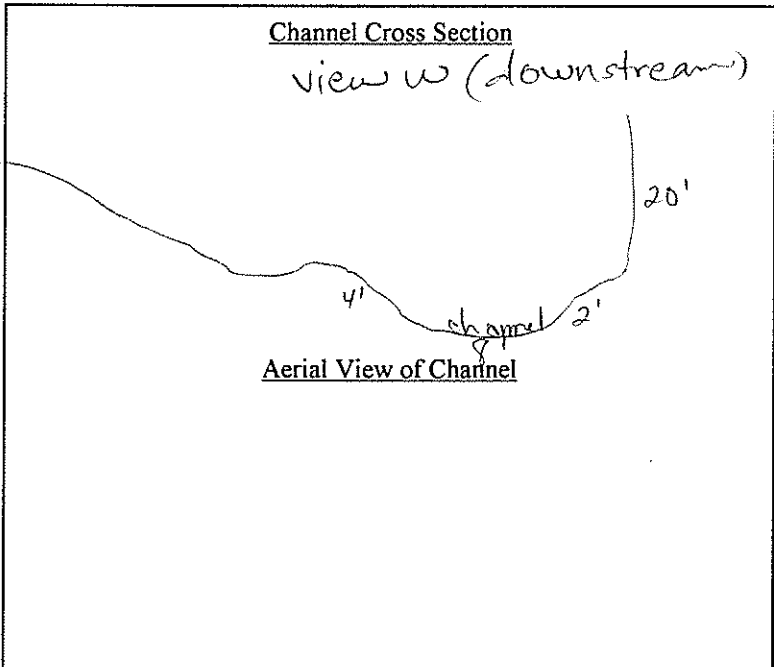 Channel Cross Section
view W (downstream)
20'
4'
channel
2'
8
Aerial View of Channel